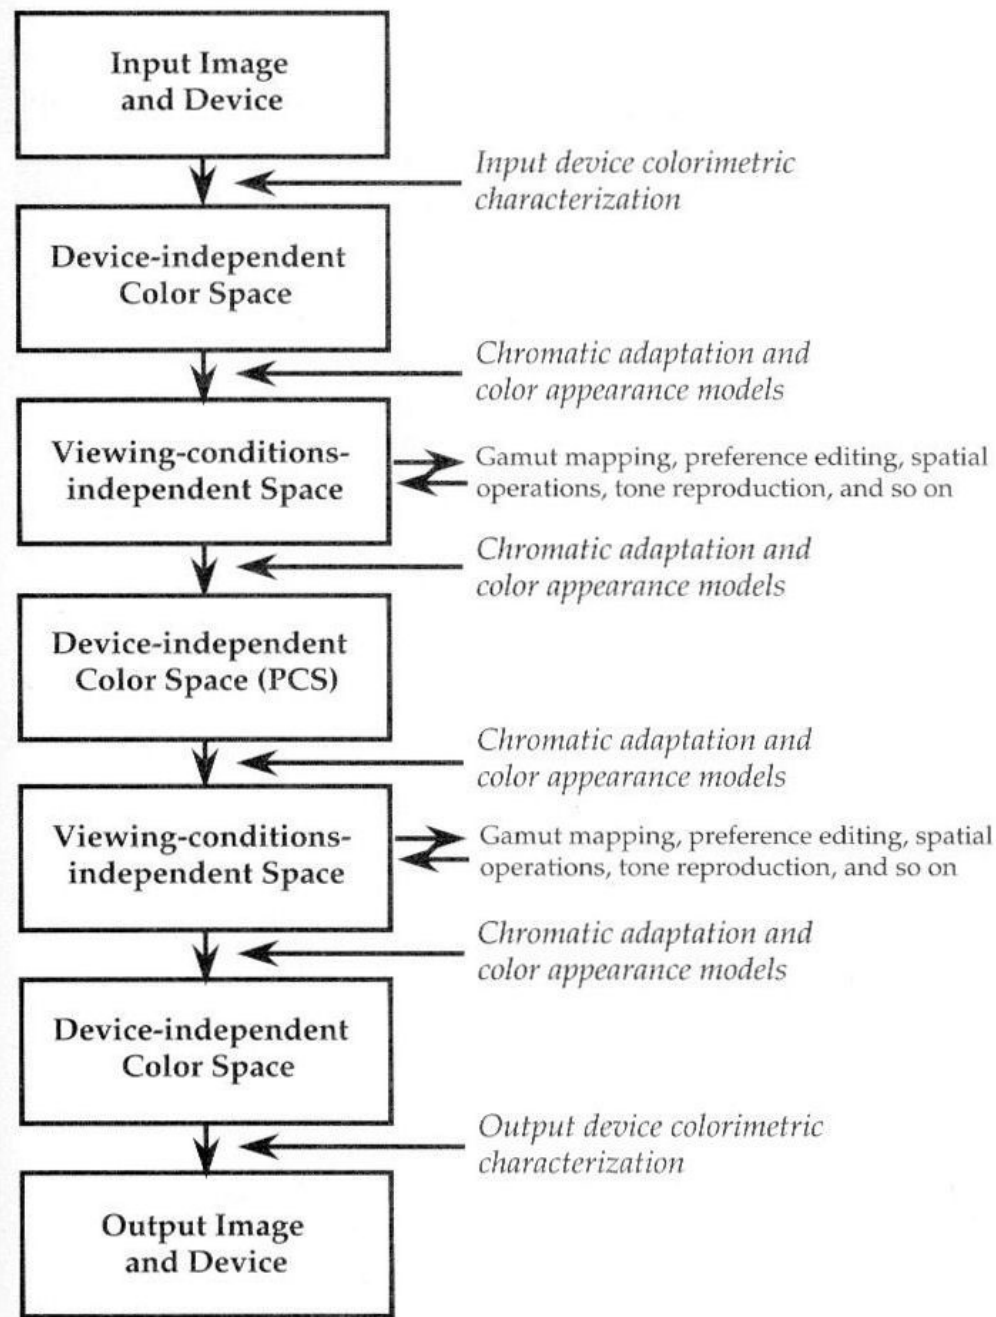 Input Image
and Device
Input device colorimetric
characterization
Device-independent
Color Space
Chromatic adaptation and
color appearance models
Viewing-conditions-
independent Space
Gamut mapping, preference editing, spatial
operations, tone reproduction, and so on
Chromatic adaptation and
color appearance models
Device-independent
Color Space (PCS)
Chromatic adaptation and
color appearance models
Viewing-conditions-
independent Space
Gamut mapping, preference editing, spatial
operations, tone reproduction, and so on
Chromatic adaptation and
color appearance models
Device-independent
Color Space
Output device colorimetric
characterization
Output Image
and Device